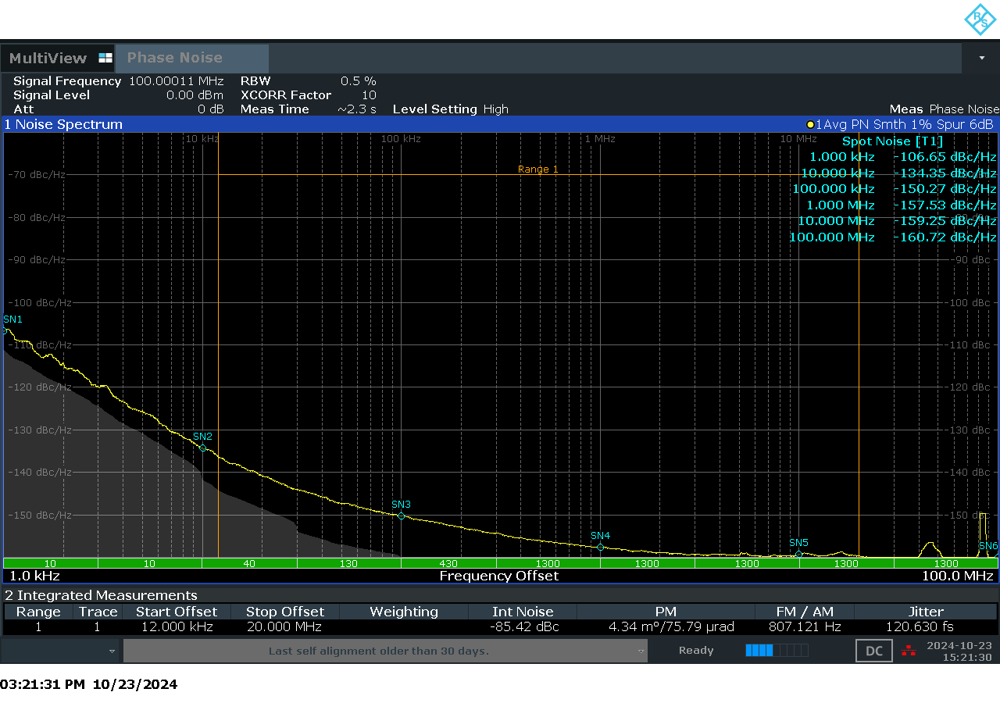 R S
MultiView Phase Noise
Signal Frequency 100.00011 MHz RBW 0.5 %
Signal Level 0.00 dBm XCORR Factor 10
Att 0 dB Meas Time ~2.3 s Level Setting High Meas Phase Noise
1 Noise Spectrum 1Avg PN Smth 1% Spur 6dB
10 kHz 100 kHz 1 MHz 10 MHz
Spot Noise [T1]
1.000 kHz -106.65 dBc/Hz
Range 1
-70 dBc/Hz 10.000 kHz -134.35 dBc/Hz
100.000 kHz -150.27 dBc/Hz
1.000 MHz -157.53 dBc/Hz
-80 dBc/Hz 10.000 MHz -159.25 dBc/Hz
100.000 MHz -160.72 dBc/Hz
-90 dBc/Hz -90 dBc
-100 dBc/Hz -100 dBc
SN1
-110 dBc/Hz -110 dBc
-120 dBc/Hz -120 dBc
-130 dBc/Hz -130 dBc
SN2
-140 dBc/Hz -140 dBc
SN3
-150 dBc/Hz -150 dBc
SN4
SN5 SN6
10 10 40 130 430 1300 1300 1300 1300 1300
1.0 kHz Frequency Offset 100.0 MHz
2 Integrated Measurements
Range Trace Start Offset Stop Offset Weighting Int Noise PM FM / AM Jitter
1 1 12.000 kHz 20.000 MHz -85.42 dBc 4.34 m°/75.79 µrad 807.121 Hz 120.630 fs
Last self alignment older than 30 days. Ready DC 2024-10-23
15:21:30
03:21:31 PM 10/23/2024